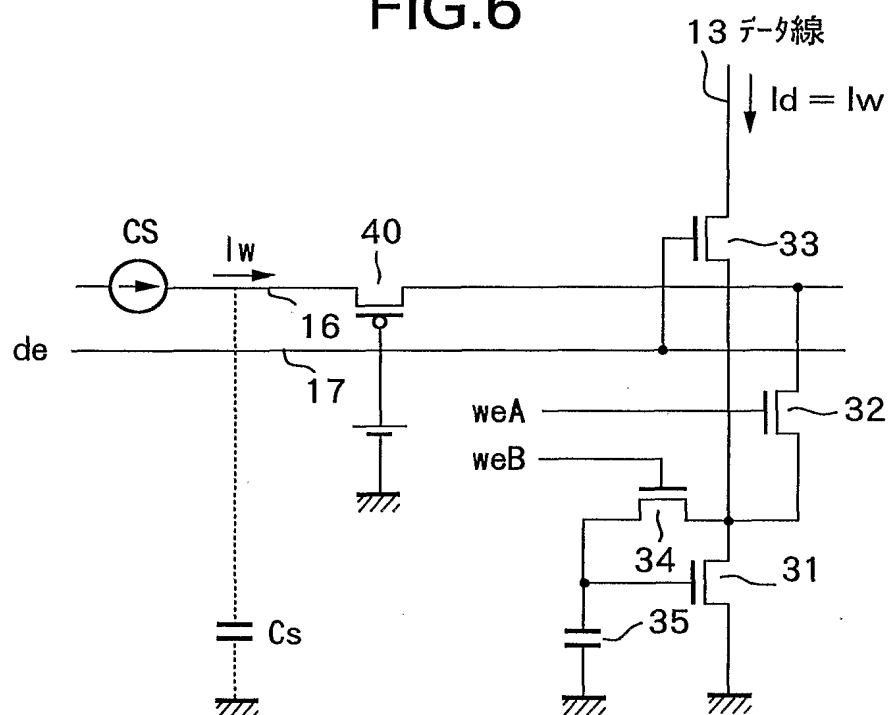 FIG.6
13 データ線
Id = Iw
CS
Iw
40
33
16
de
17
weA
32
weB
34
31
35
Cs